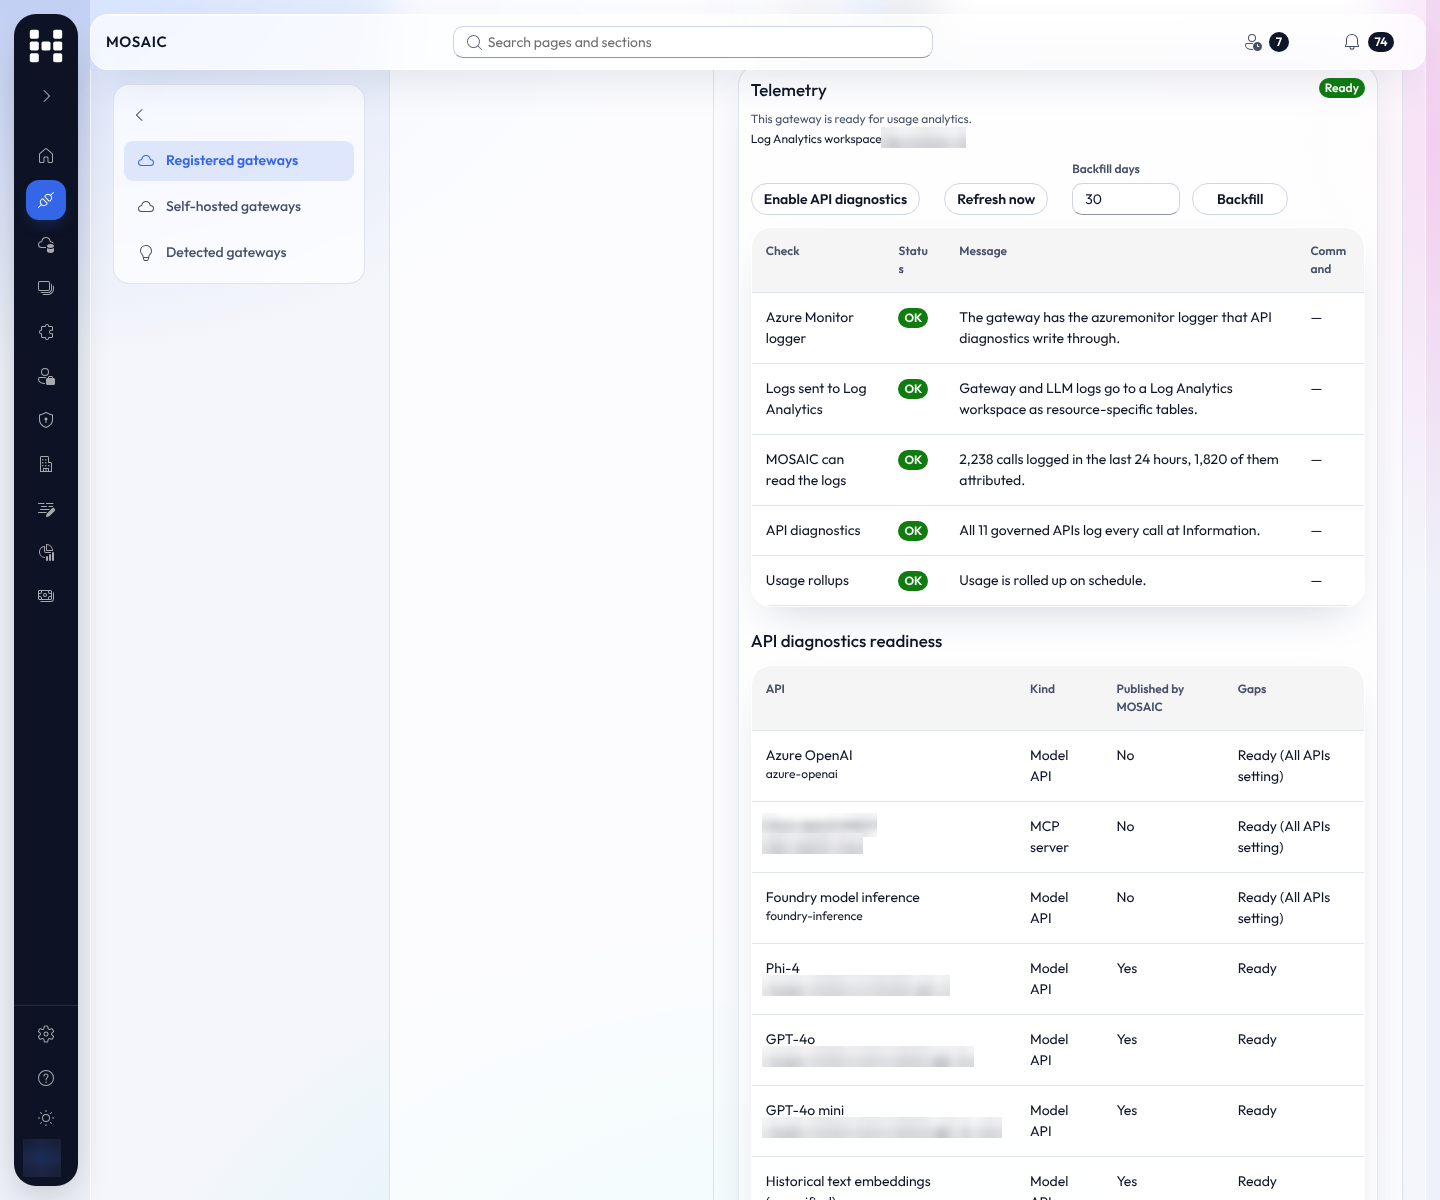 MOSAIC
Search pages and sections
7
74
Registered gateways
Self-hosted gateways
Detected gateways
Telemetry
Ready
This gateway is ready for usage analytics.
Log Analytics workspace
Backfill days
Enable API diagnostics
Refresh now
30
Backfill
Check
Statu
s
Message
Comm
and
Azure Monitor
logger
OK
The gateway has the azuremonitor logger that API
diagnostics write through.
—
Logs sent to Log
Analytics
OK
Gateway and LLM logs go to a Log Analytics
workspace as resource-specific tables.
—
MOSAIC can
read the logs
OK
2,238 calls logged in the last 24 hours, 1,820 of them
attributed.
—
API diagnostics
OK
All 11 governed APIs log every call at Information.
—
Usage rollups
OK
Usage is rolled up on schedule.
—
API diagnostics readiness
API
Kind
Published by
MOSAIC
Gaps
Azure OpenAI
azure-openai
Model
API
No
Ready (All APIs
setting)
MCP
server
No
Ready (All APIs
setting)
Foundry model inference
foundry-inference
Model
API
No
Ready (All APIs
setting)
Phi-4
Model
API
Yes
Ready
GPT-4o
Model
API
Yes
Ready
GPT-4o mini
Model
API
Yes
Ready
Historical text embeddings
Model
Yes
Ready